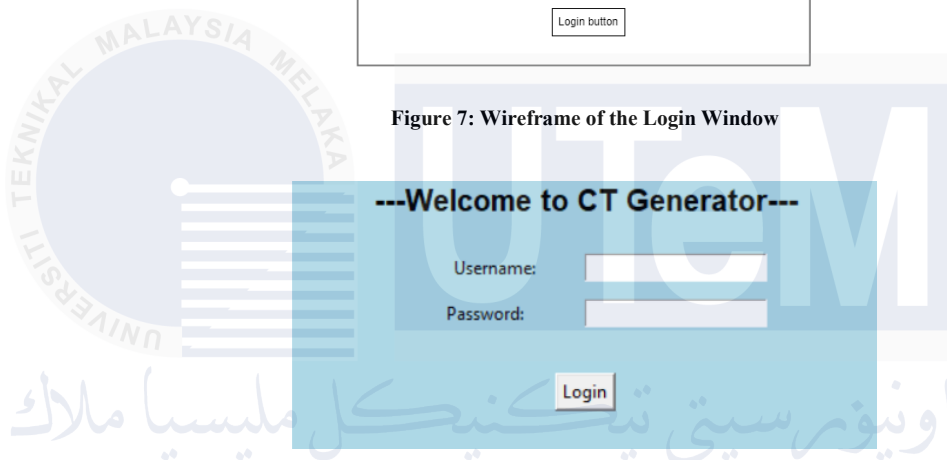 Login button
Figure 7: Wireframe of the Login Window
---Welcome to CT Generator---
Username:
Password:
Login
UNIVERSITI TEKNIKAL MALAYSIA MELAKA
UTeM
اونيۏرسيتي تيكنيكل مليسيا ملاك